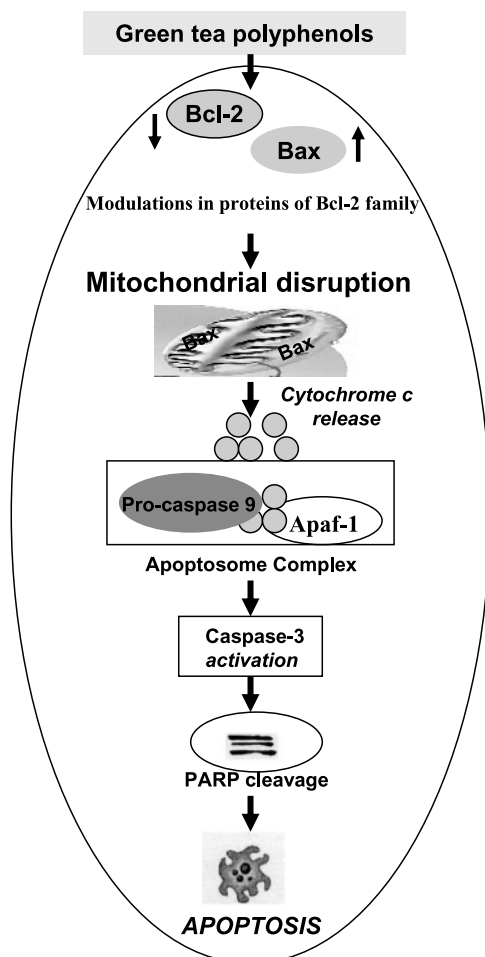 Green tea polyphenols
Bcl-2
Bax
Modulations in proteins of Bcl-2 family
Mitochondrial disruption
Bax
Bax
Cytochrome c
release
Pro-caspase 9
Apaf-1
Apoptosome Complex
Caspase-3
activation
PARP cleavage
APOPTOSIS